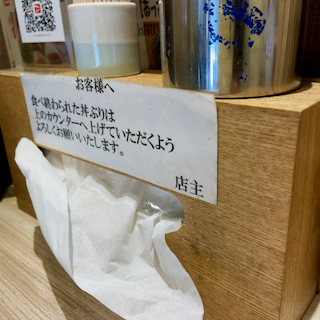 お客様へ
食べ終わられた丼ぶりは
上のカウンターへ上げていただくよう
よろしくお願いいたします。
店主